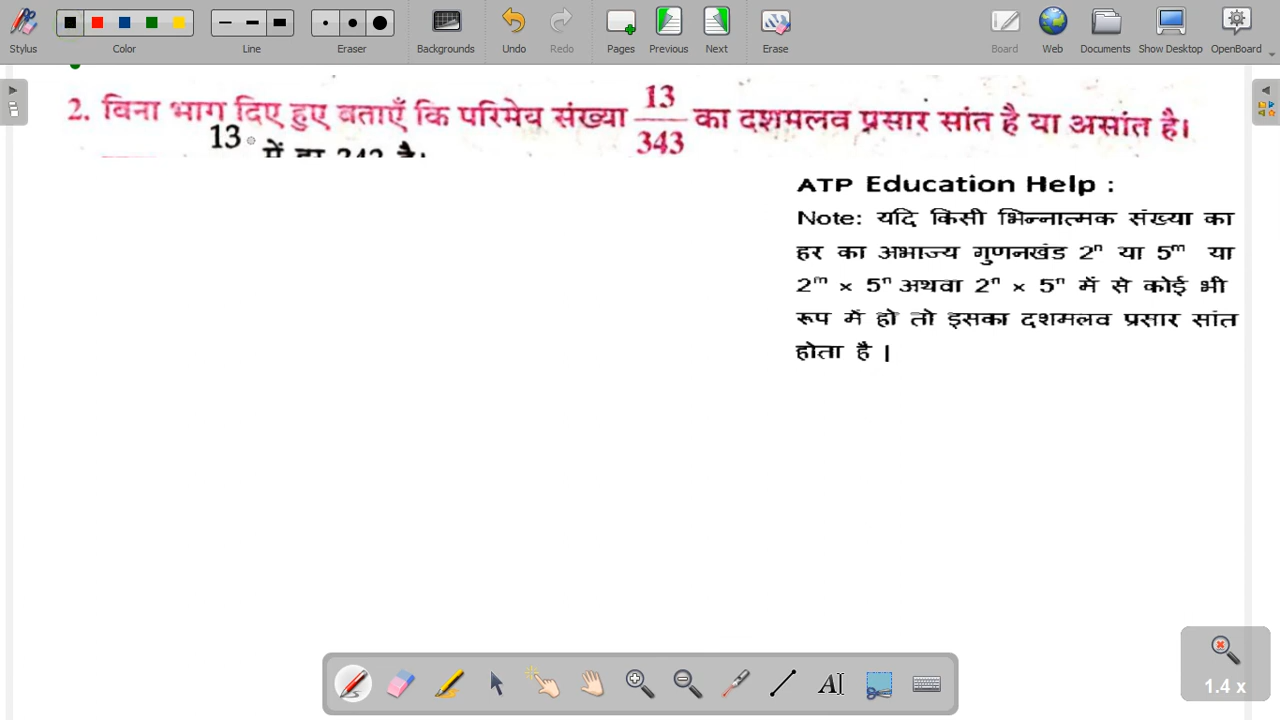 Stylus Color Line Eraser Backgrounds Undo Redo Pages Previous Next Erase Board Web Documents Show Desktop OpenBoard
2. विना भाग दिए हुए बताएँ कि परिमेय संख्या 13/343 का दशमलव प्रसार सांत है या असांत है।
13
ATP Education Help :
Note: यदि किसी भिन्नात्मक संख्या का
हर का अभाज्य गुणनखंड 2ⁿ या 5ᵐ या
2ᵐ × 5ⁿ अथवा 2ⁿ × 5ⁿ में से कोई भी
रूप में हो तो इसका दशमलव प्रसार सांत
होता है |
1.4 x